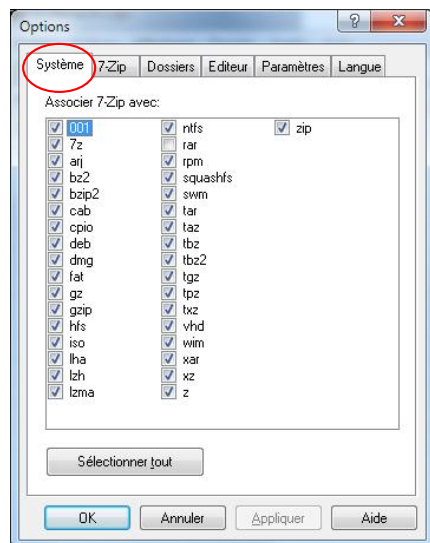 Options
Système 7-Zip Dossiers Editeur Paramètres Langue
Associer 7-Zip avec:
001
7z
arj
bz2
bzip2
cab
cpio
deb
dmg
fat
gz
gzip
hfs
iso
lha
lzh
lzma
ntfs
rar
rpm
squashfs
swm
tar
taz
tbz
tbz2
tgz
tpz
txz
vhd
wim
xar
xz
z
zip
Sélectionner tout
OK Annuler Appliquer Aide